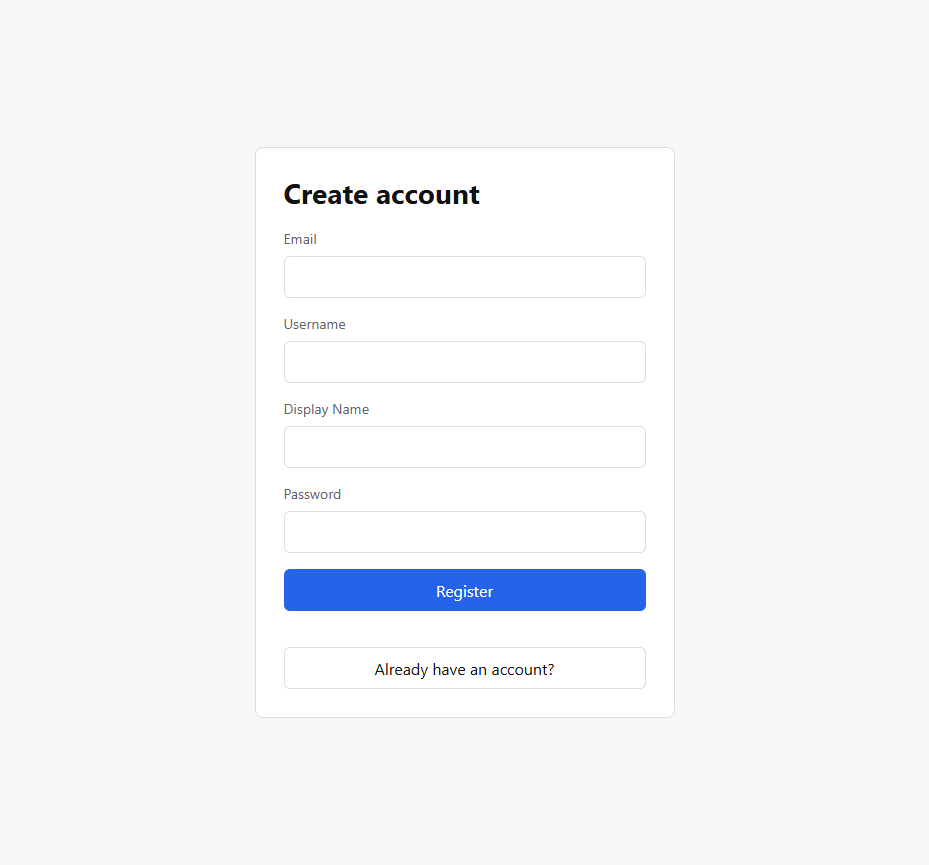 Create account
Email
Username
Display Name
Password
Register
Already have an account?